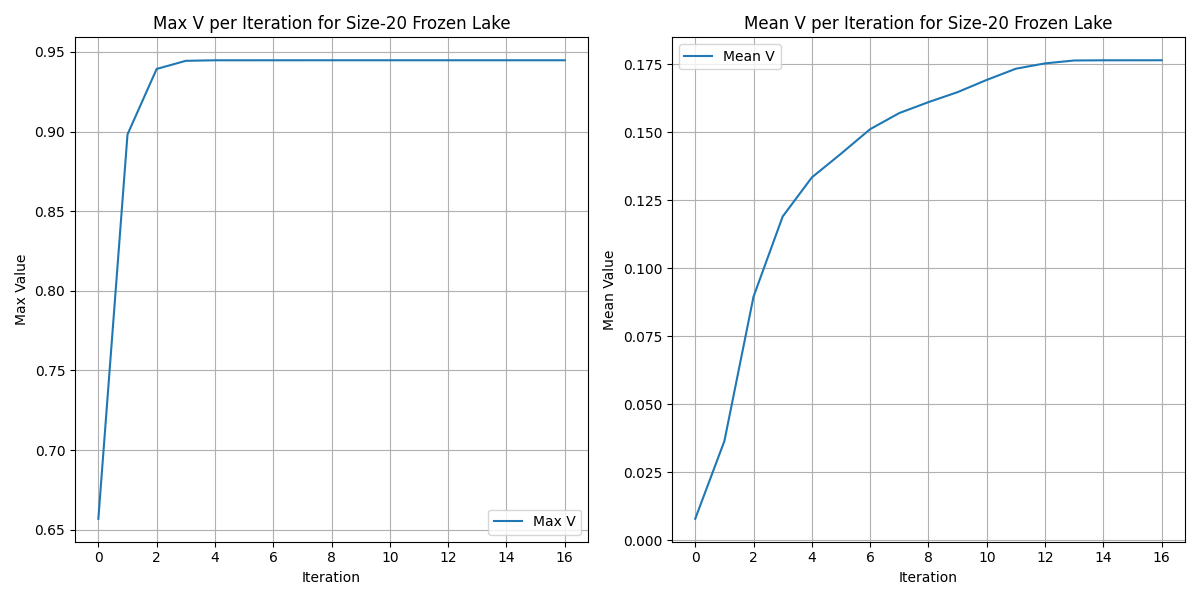 Max V per Iteration for Size-20 Frozen Lake
0.95
0.90
0.85
0.80
0.75
0.70
0.65
Max Value
0 2 4 6 8 10 12 14 16
Iteration
Max V
Mean V per Iteration for Size-20 Frozen Lake
Mean V
0.175
0.150
0.125
0.100
0.075
0.050
0.025
0.000
Mean Value
0 2 4 6 8 10 12 14 16
Iteration